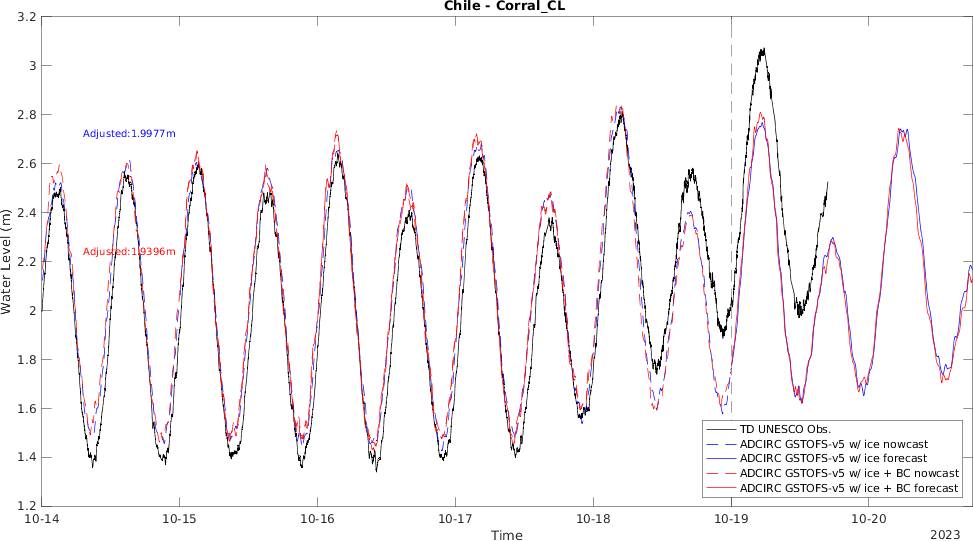 Chile - Corral_CL
3.2
3
2.8
2.6
2.4
2.2
2
1.8
1.6
1.4
1.2
Water Level (m)
Adjusted:1.9977m
Adjusted:1.9396m
TD UNESCO Obs.
ADCIRC GSTOFS-v5 w/ ice nowcast
ADCIRC GSTOFS-v5 w/ ice forecast
ADCIRC GSTOFS-v5 w/ ice + BC nowcast
ADCIRC GSTOFS-v5 w/ ice + BC forecast
10-14 10-15 10-16 10-17 10-18 10-19 10-20
Time
2023